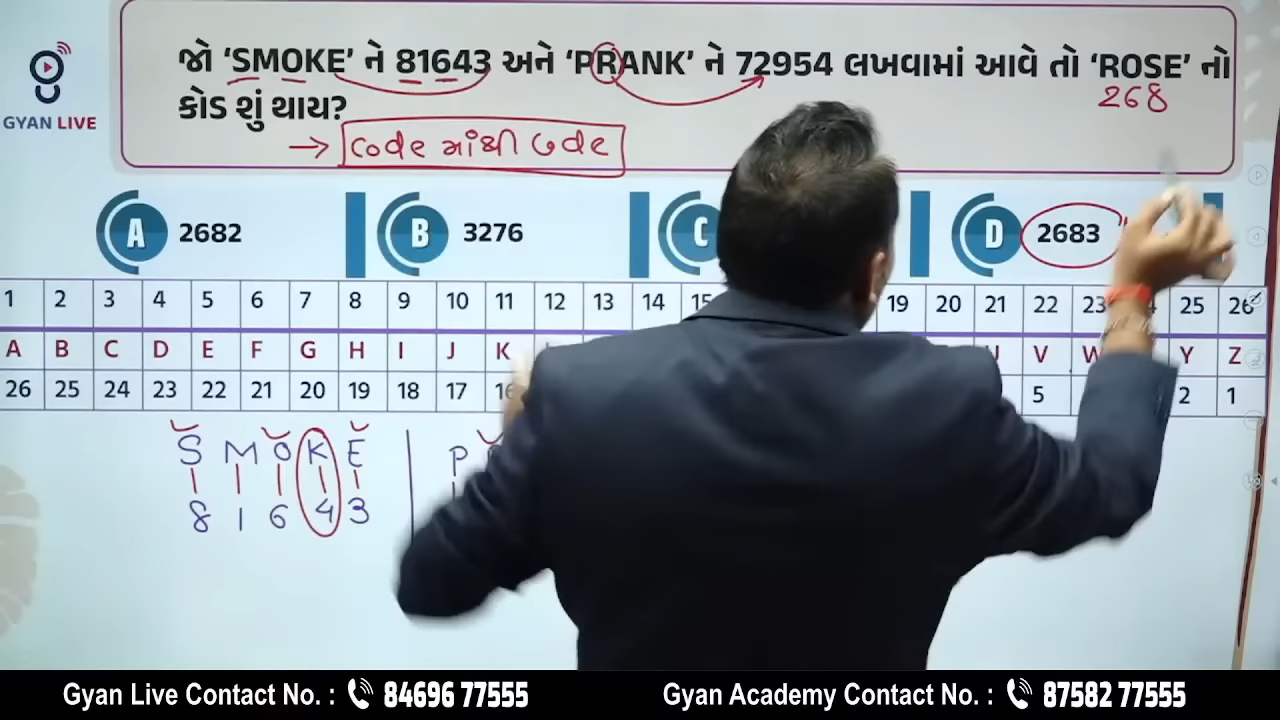 GYAN LIVE
જો ‘SMOKE’ ને 81643 અને ‘PRANK’ ને 72954 લખવામાં આવે તો ‘ROSE’ નો
268
કોડ શું થાય?
→ code માંથી code
A 2682
B 3276
C
D 2683
1 2 3 4 5 6 7 8 9 10 11 12 13 14 15 19 20 21 22 23 25 26
A B C D E F G H I J K V W Y Z
26 25 24 23 22 21 20 19 18 17 5 2 1
S M O K E P
8 1 6 4 3
Gyan Live Contact No. : 84696 77555 Gyan Academy Contact No. : 87582 77555